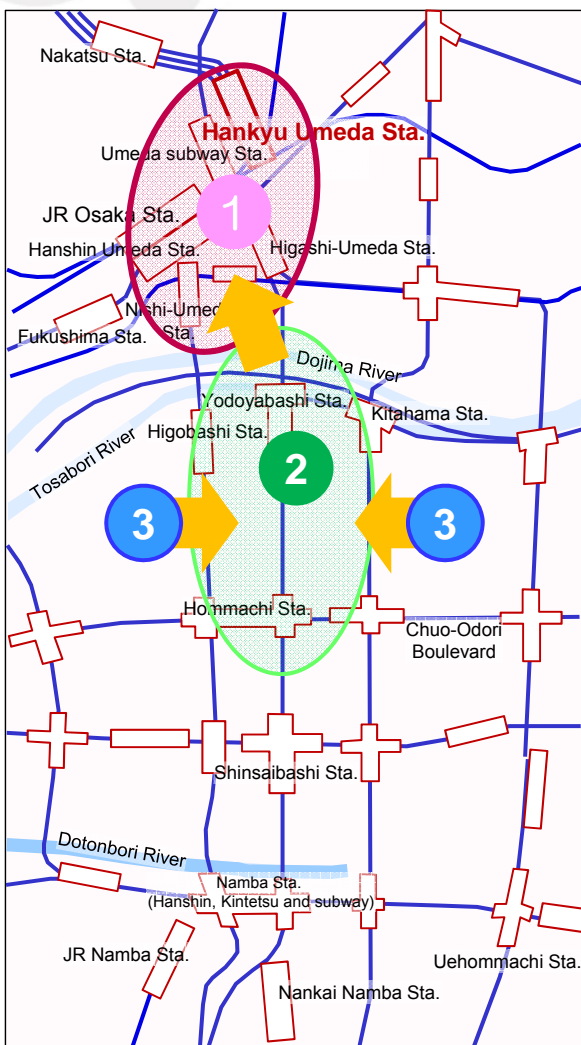 Nakatsu Sta.
Hankyu Umeda Sta.
Umeda subway Sta.
1
JR Osaka Sta.
Hanshin Umeda Sta.
Higashi-Umeda Sta.
Nishi-Umeda
Sta.
Fukushima Sta.
Dojima River
Yodoyabashi Sta.
Kitahama Sta.
Higobashi Sta.
Tosabori River
2
3
3
Hommachi Sta.
Chuo-Odori
Boulevard
Shinsaibashi Sta.
Dotonbori River
Namba Sta.
(Hanshin, Kintetsu and subway)
JR Namba Sta.
Uehommachi Sta.
Nankai Namba Sta.